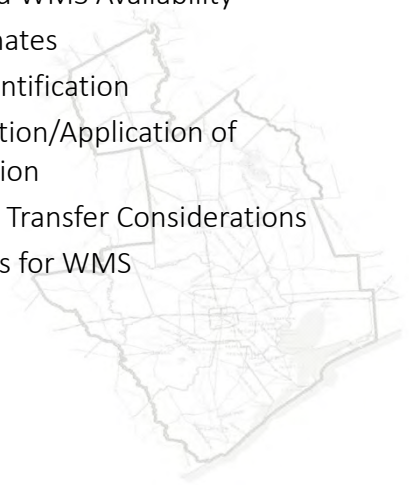 WMS Availability
nates
ntification
tion/Application of
ion
Transfer Considerations
s for WMS